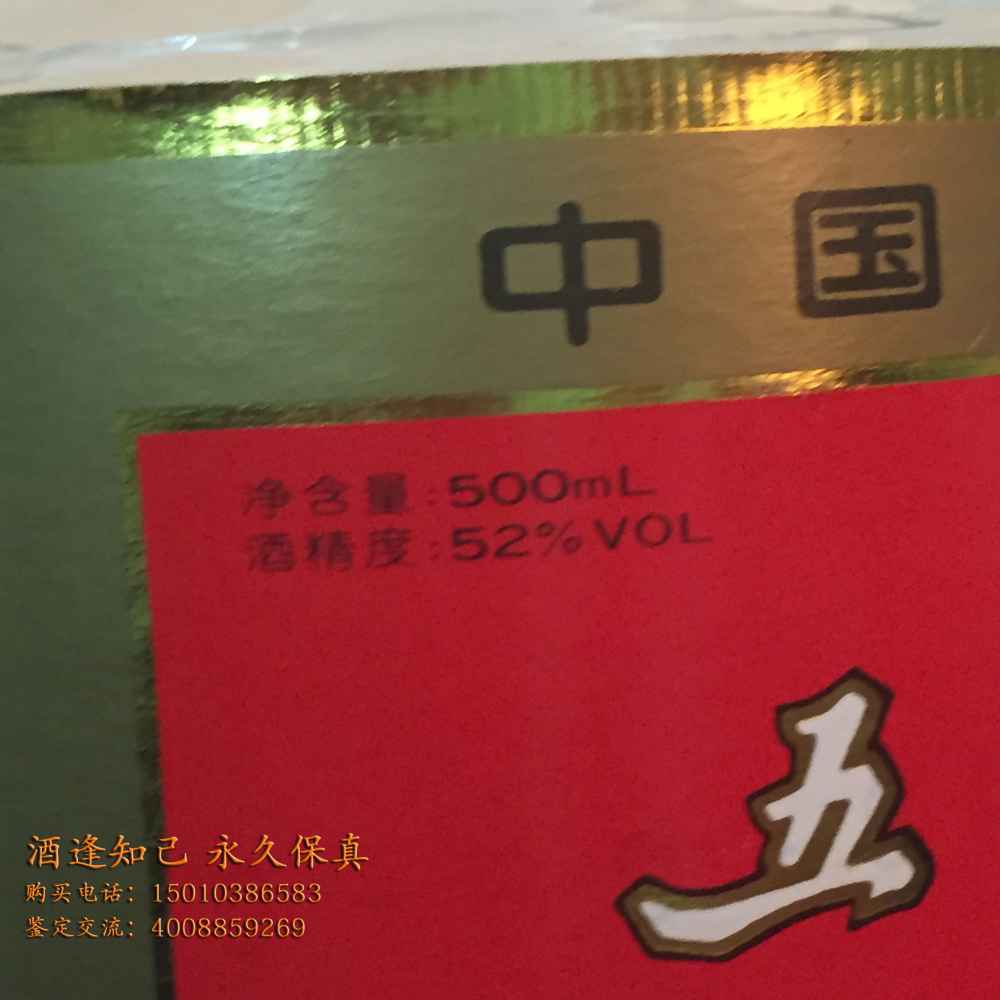 中国
净含量:500mL
酒精度:52%VOL
五
酒逢知己 永久保真
购买电话：15010386583
鉴定交流：4008859269